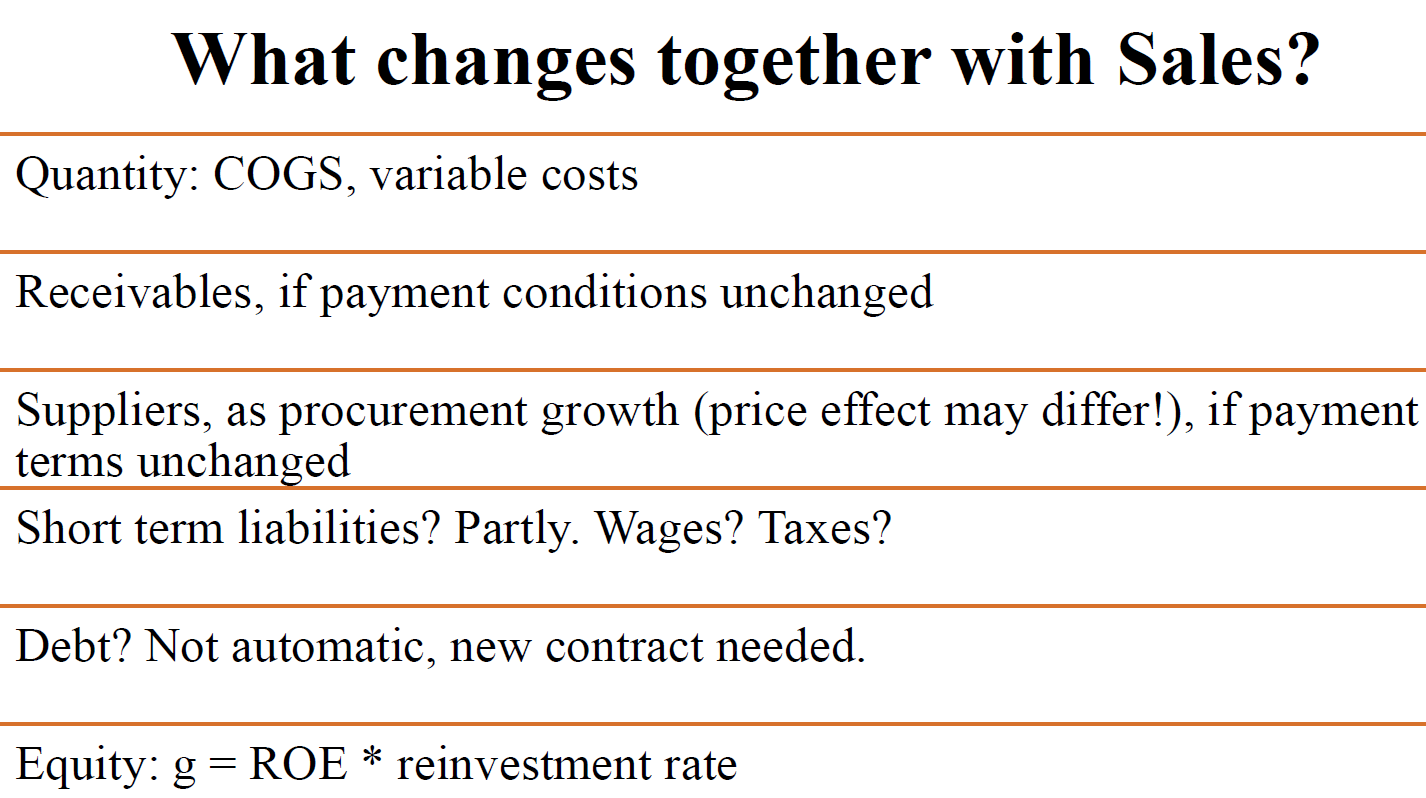 What changes together with Sales?
Quantity: COGS, variable costs
Receivables, if payment conditions unchanged
Suppliers, as procurement growth (price effect may differ!), if payment
terms unchanged
Short term liabilities? Partly. Wages? Taxes?
Debt? Not automatic, new contract needed.
Equity: g = ROE * reinvestment rate